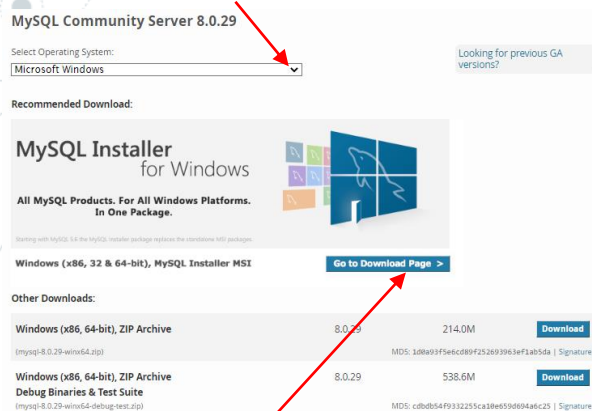 MySQL Community Server 8.0.29
Select Operating System:
Looking for previous GA
versions?
Microsoft Windows
Recommended Download:
MySQL Installer
for Windows
All MySQL Products. For All Windows Platforms.
In One Package.
Starting with MySQL 5.6 the MySQL Installer package replaces the standalone MSI packages.
Windows (x86, 32 & 64-bit), MySQL Installer MSI
Go to Download Page >
Other Downloads:
Windows (x86, 64-bit), ZIP Archive 8.0.29 214.0M Download
(mysql-8.0.29-winx64.zip) MD5: 1d0a93f5e6cd89f252693963ef1ab5da | Signature
Windows (x86, 64-bit), ZIP Archive 8.0.29 538.6M Download
Debug Binaries & Test Suite
(mysql-8.0.29-winx64-debug-test.zip) MD5: cdbdb54f9332255ca10e659d694a6c25 | Signature